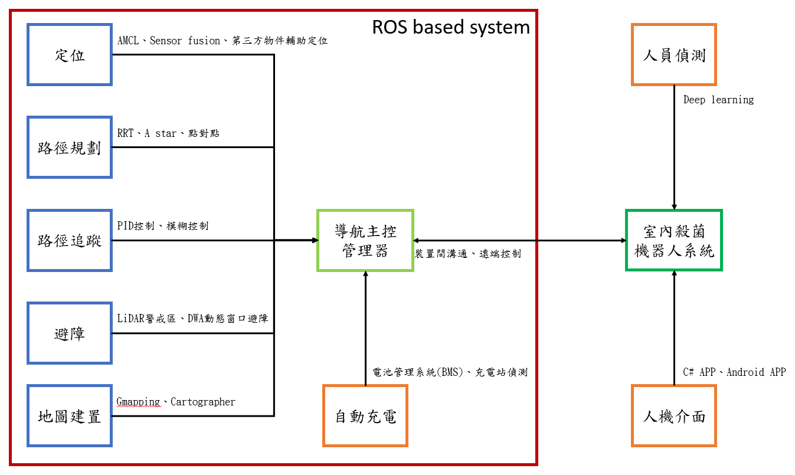 ROS based system
定位
AMCL、Sensor fusion、第三方物件輔助定位
人員偵測
Deep learning
路徑規劃
RRT、A star、點對點
路徑追蹤
PID控制、模糊控制
導航主控
管理器
裝置間溝通、遠端控制
室內殺菌
機器人系統
避障
LiDAR警戒區、DWA動態窗口避障
電池管理系統(BMS)、充電站偵測
C# APP、Android APP
地圖建置
Gmapping、Cartographer
自動充電
人機介面